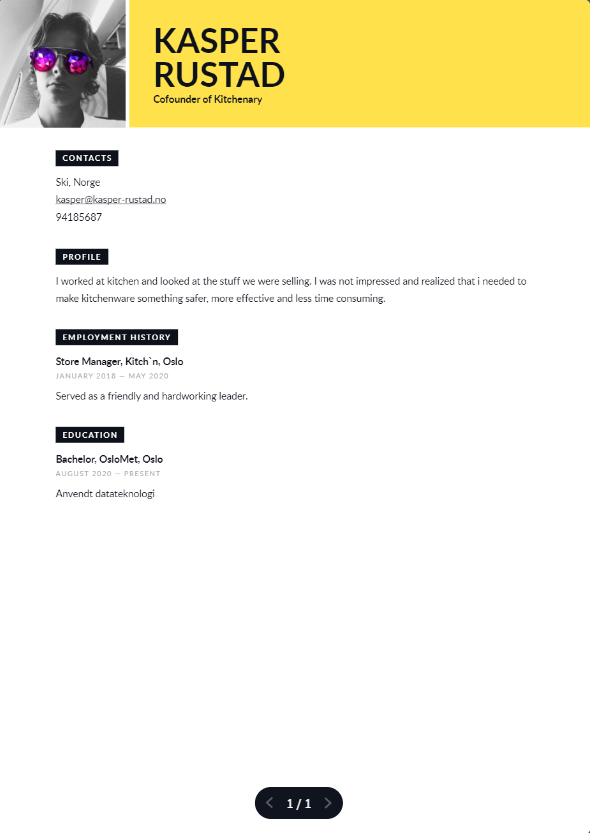 KASPER
RUSTAD
Cofounder of Kitchenary
CONTACTS
Ski, Norge
kasper@kasper-rustad.no
94185687
PROFILE
I worked at kitchen and looked at the stuff we were selling. I was not impressed and realized that i needed to
make kitchenware something safer, more effective and less time consuming.
EMPLOYMENT HISTORY
Store Manager, Kitch`n, Oslo
JANUARY 2018 — MAY 2020
Served as a friendly and hardworking leader.
EDUCATION
Bachelor, OsloMet, Oslo
AUGUST 2020 — PRESENT
Anvendt datateknologi
1 / 1